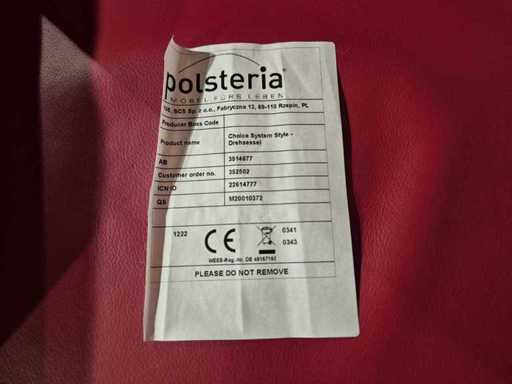 polsteria®
MÖBEL FÜRS LEBEN
SCS Sp. z o.o., Fabryczna 13, 69-110 Rzepin, PL
Producer Mass Code
Product name Choice System Style - Drehsessel
AB 3514677
Customer order no. 352502
ICN ID 22614777
QS M20010372
1222 CE 0341
0343
WEEE-Reg.-Nr. DE 49167162
PLEASE DO NOT REMOVE